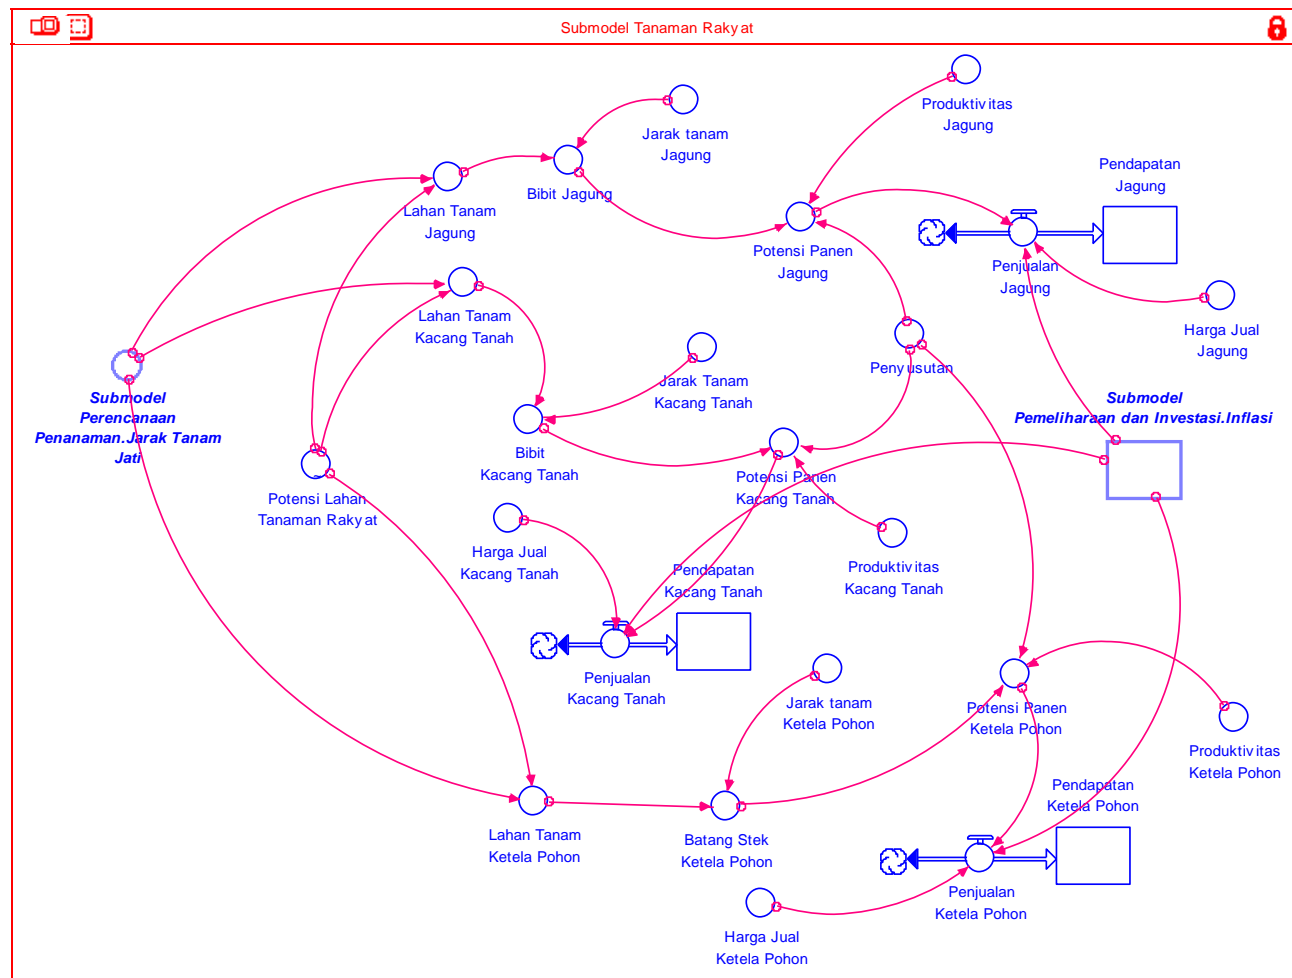 Submodel Tanaman Rakyat
Produktivitas
Jagung
Jarak tanam
Jagung
Pendapatan
Jagung
Bibit Jagung
Lahan Tanam
Jagung
Potensi Panen
Jagung
Penjualan
Jagung
Lahan Tanam
Kacang Tanah
Harga Jual
Jagung
Penyusutan
Jarak Tanam
Kacang Tanah
Submodel
Perencanaan
Penanaman.Jarak Tanam
Jati
Submodel
Pemeliharaan dan Investasi.Inflasi
Bibit
Kacang Tanah
Potensi Panen
Kacang Tanah
Potensi Lahan
Tanaman Rakyat
Harga Jual
Kacang Tanah
Pendapatan
Kacang Tanah
Produktivitas
Kacang Tanah
Penjualan
Kacang Tanah
Jarak tanam
Ketela Pohon
Potensi Panen
Ketela Pohon
Produktivitas
Ketela Pohon
Pendapatan
Ketela Pohon
Lahan Tanam
Ketela Pohon
Batang Stek
Ketela Pohon
Penjualan
Ketela Pohon
Harga Jual
Ketela Pohon